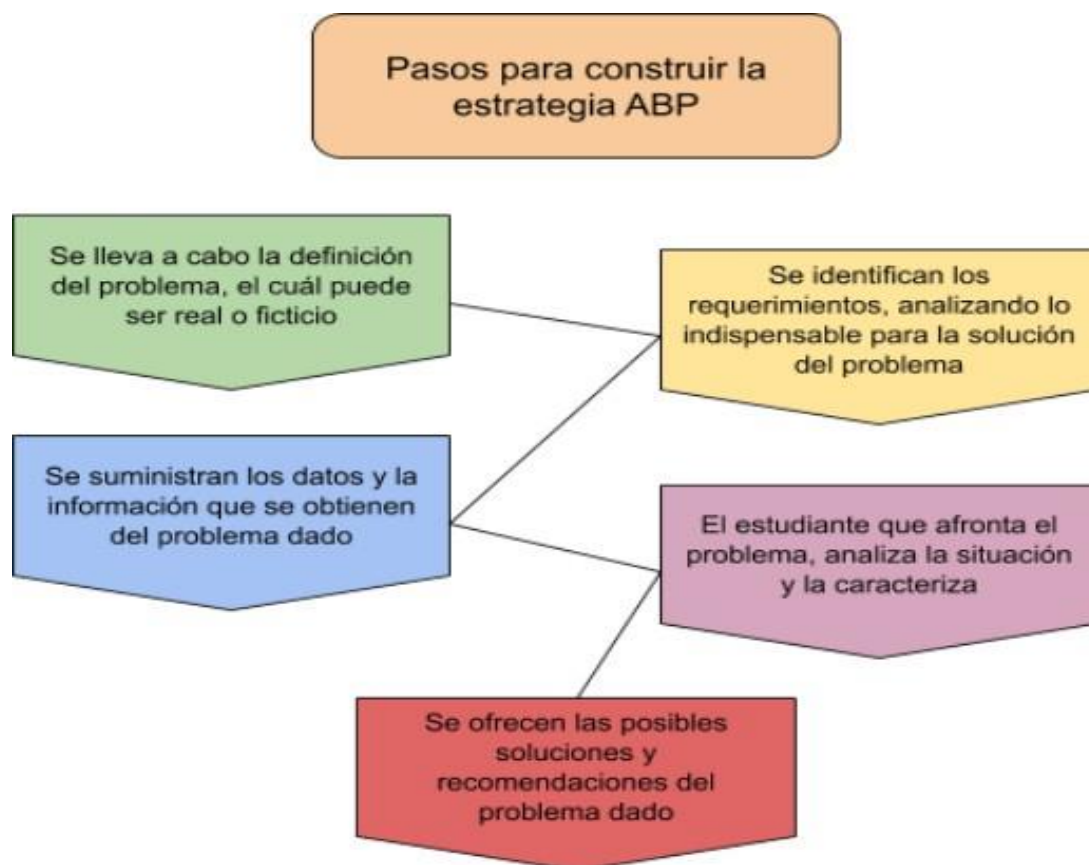 Pasos para construir la
estrategia ABP
Se lleva a cabo la definición
del problema, el cuál puede
ser real o ficticio
Se identifican los
requerimientos, analizando lo
indispensable para la solución
del problema
Se suministran los datos y la
información que se obtienen
del problema dado
El estudiante que afronta el
problema, analiza la situación
y la caracteriza
Se ofrecen las posibles
soluciones y
recomendaciones del
problema dado